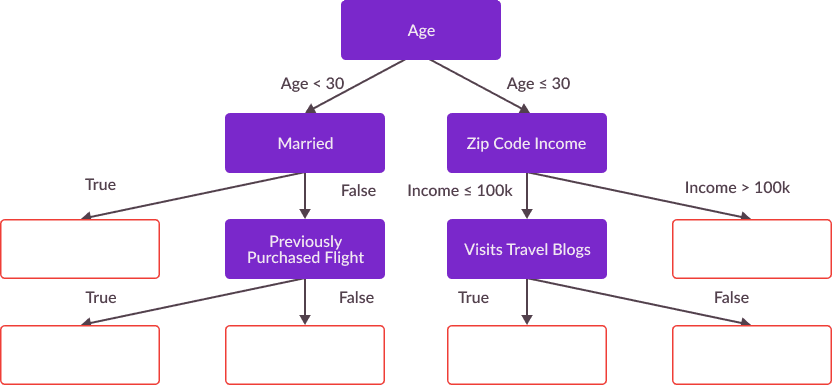 Age
Age < 30
Age ≤ 30
Married
Zip Code Income
True
False
Income ≤ 100k
Income > 100k
Previously
Purchased Flight
Visits Travel Blogs
True
False
True
False